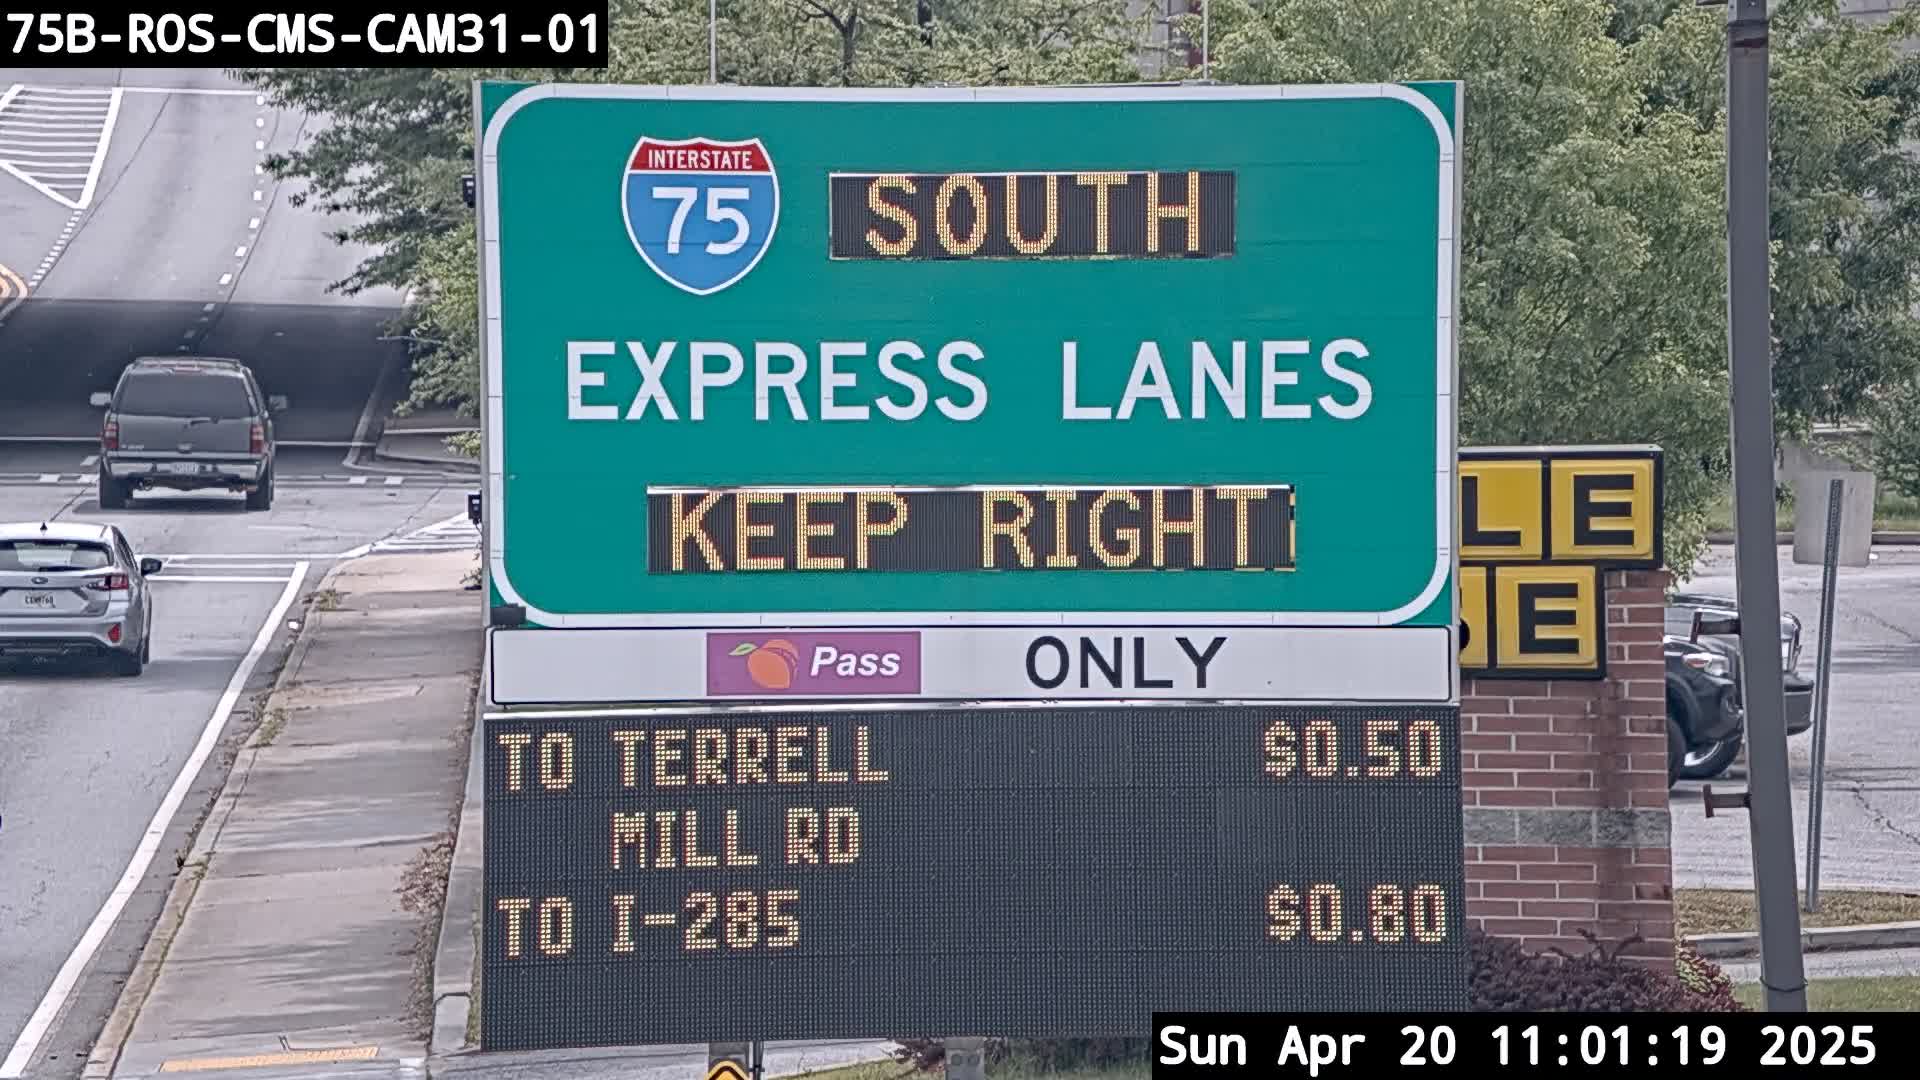 75B-ROS-CMS-CAM31-01
INTERSTATE
75
SOUTH
EXPRESS LANES
KEEP RIGHT
Pass ONLY
LE
E
TO TERRELL $0.50
MILL RD
TO I-285 $0.80
Sun Apr 20 11:01:19 2025